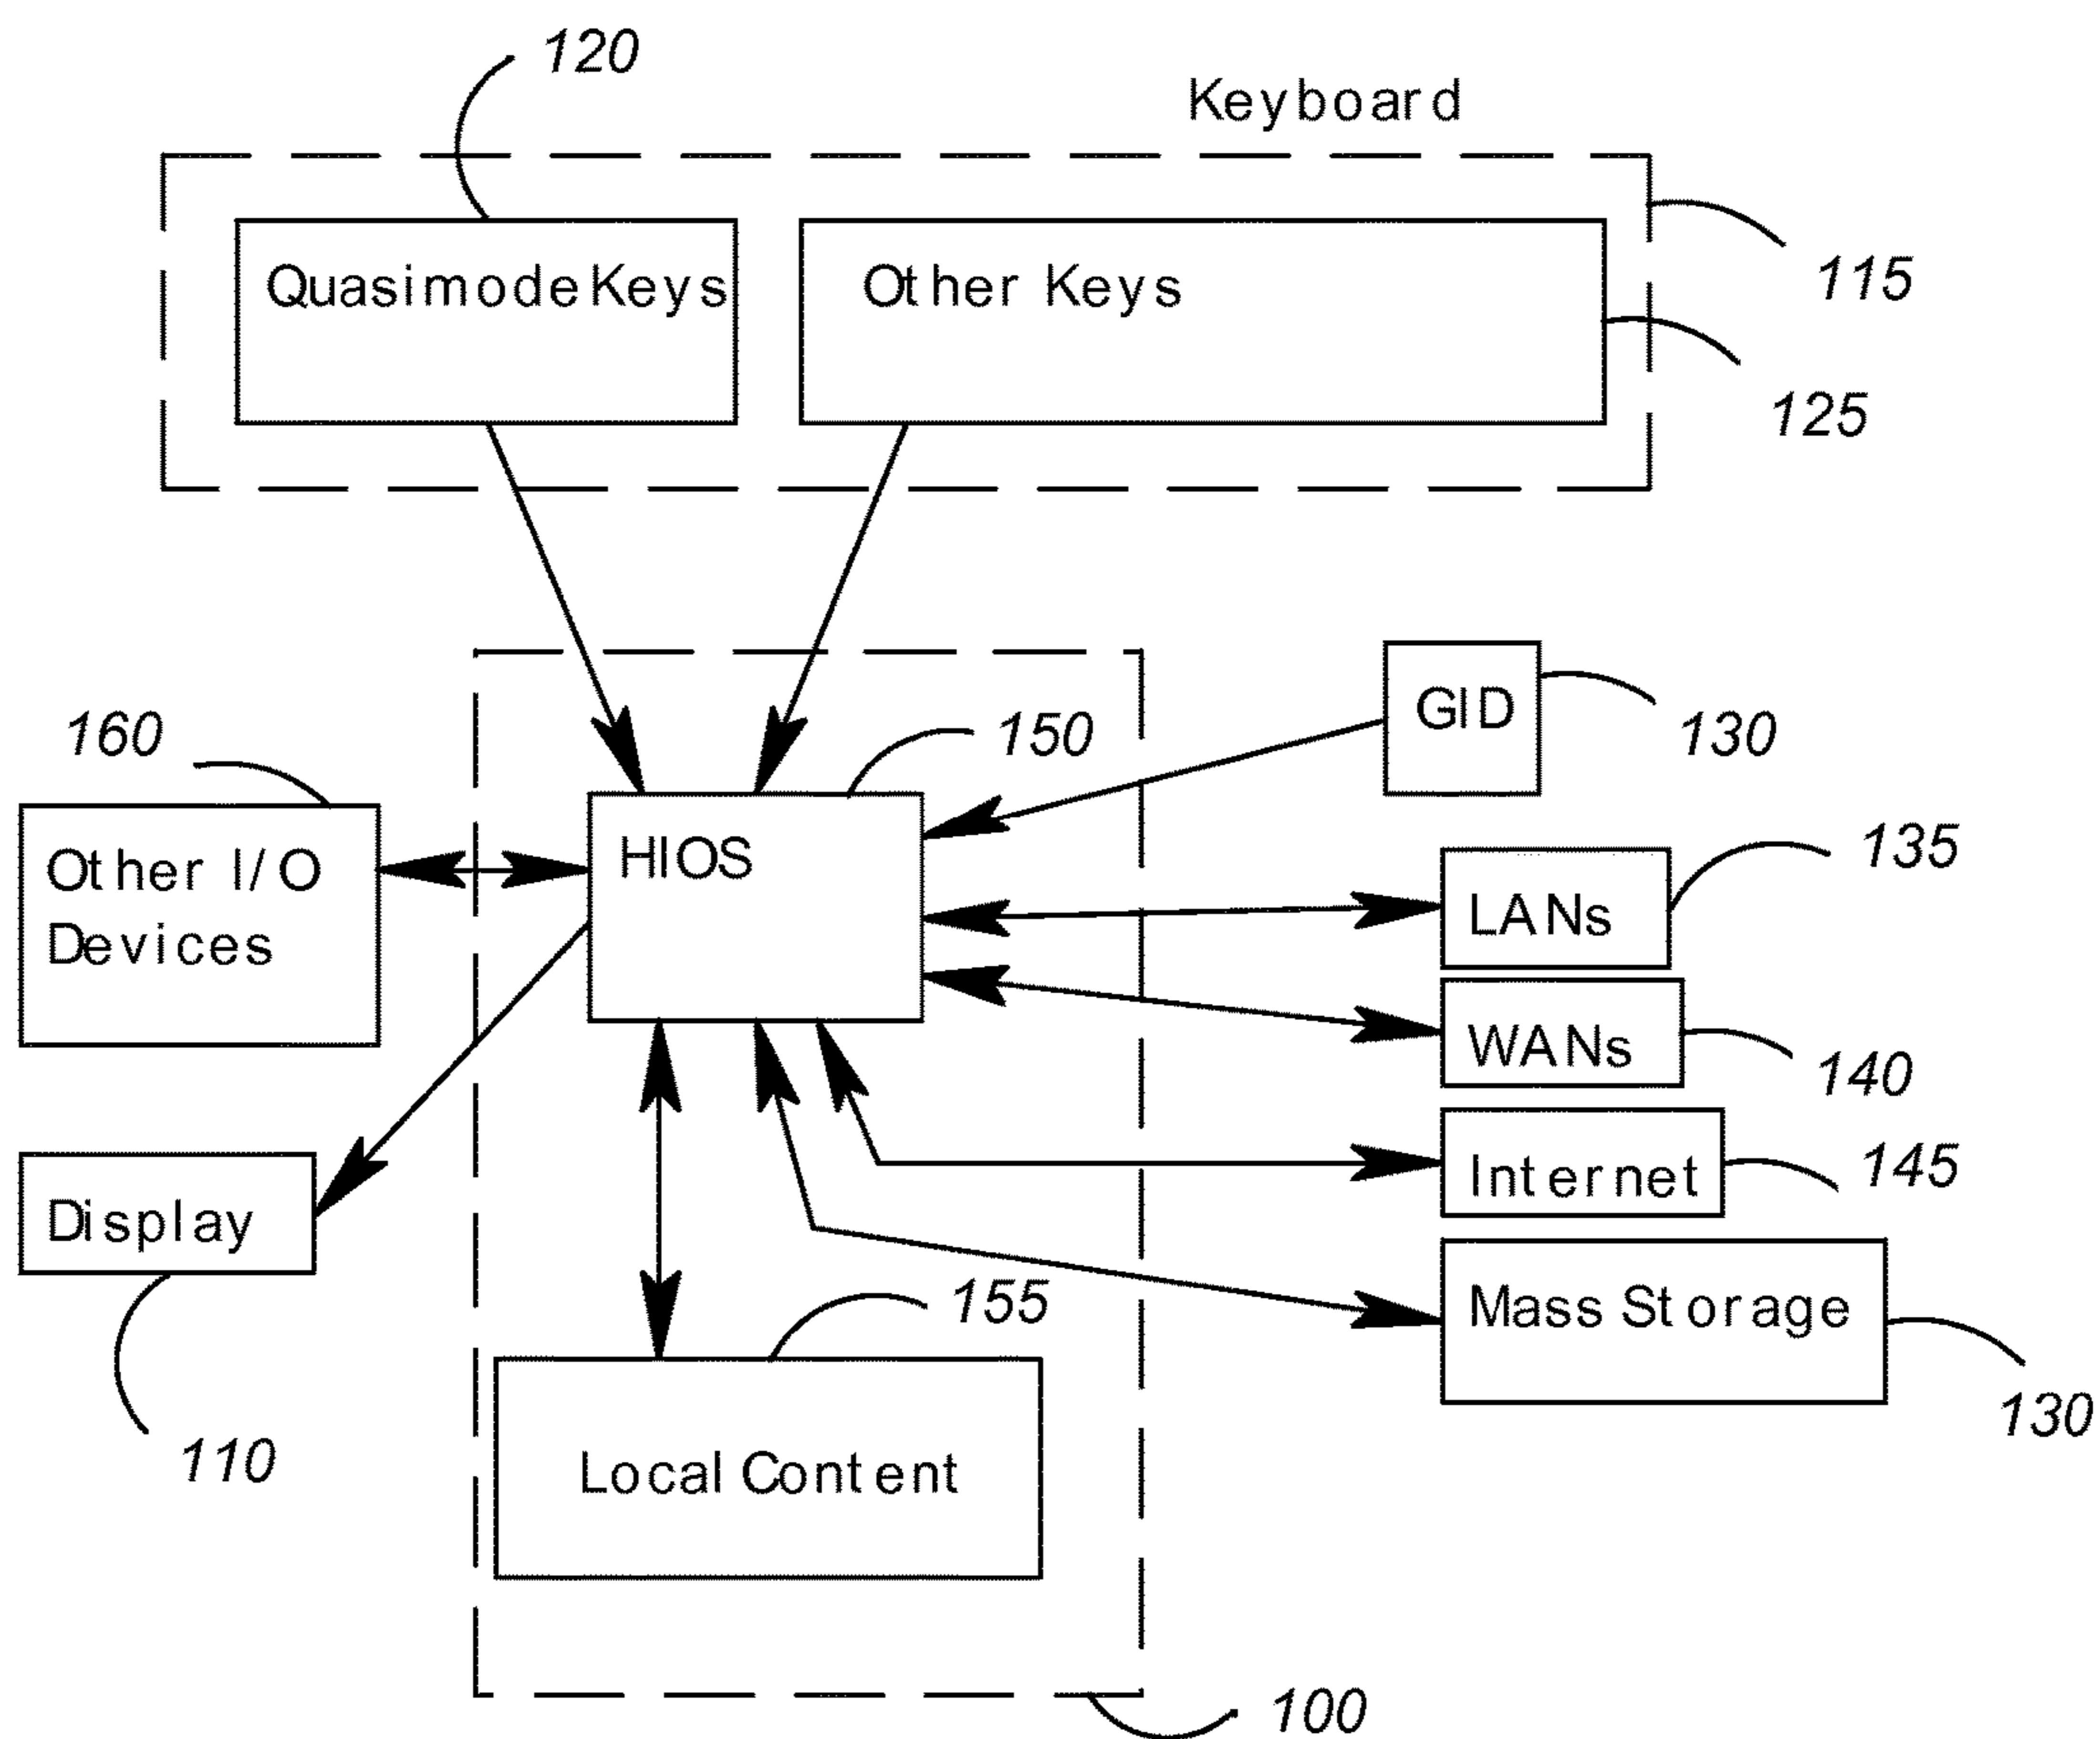 120
Keyboard
Quasimode Keys
Other Keys
115
125
160
150
GID
130
Other I/O
Devices
HIOS
135
LANs
WANs
140
Internet
145
Display
Mass Storage
155
130
110
Local Content
100